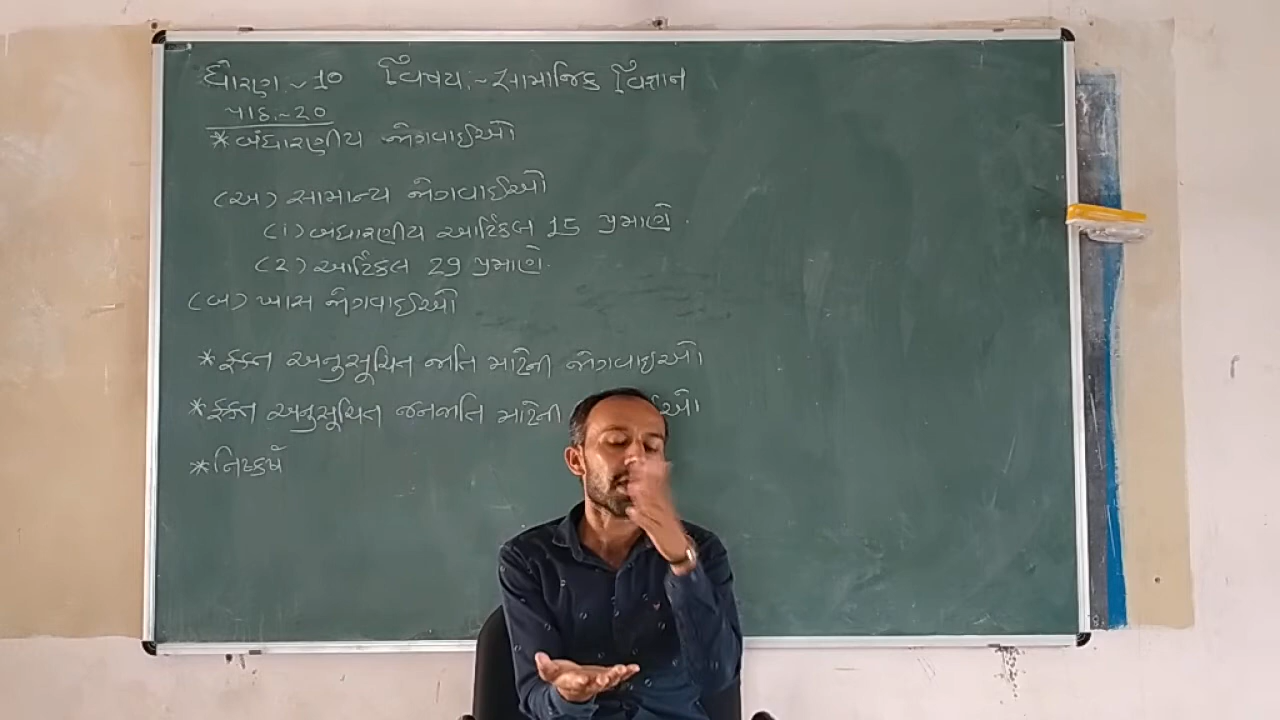 ધોરણ ~ 10 વિષય :~ સામાજિક વિજ્ઞાન
પાઠ :~ 20
* બંધારણીય જોગવાઈઓ
(અ) સામાન્ય જોગવાઈઓ
(1) બંધારણીય આર્ટિકલ 15 પ્રમાણે.
(2) આર્ટિકલ 29 પ્રમાણે.
(બ) ખાસ જોગવાઈઓ
* ફક્ત અનુસૂચિત જાતિ માટેની જોગવાઈઓ
* ફક્ત અનુસૂચિત જનજાતિ માટેની ઈઓ
* નિષ્કર્ષ